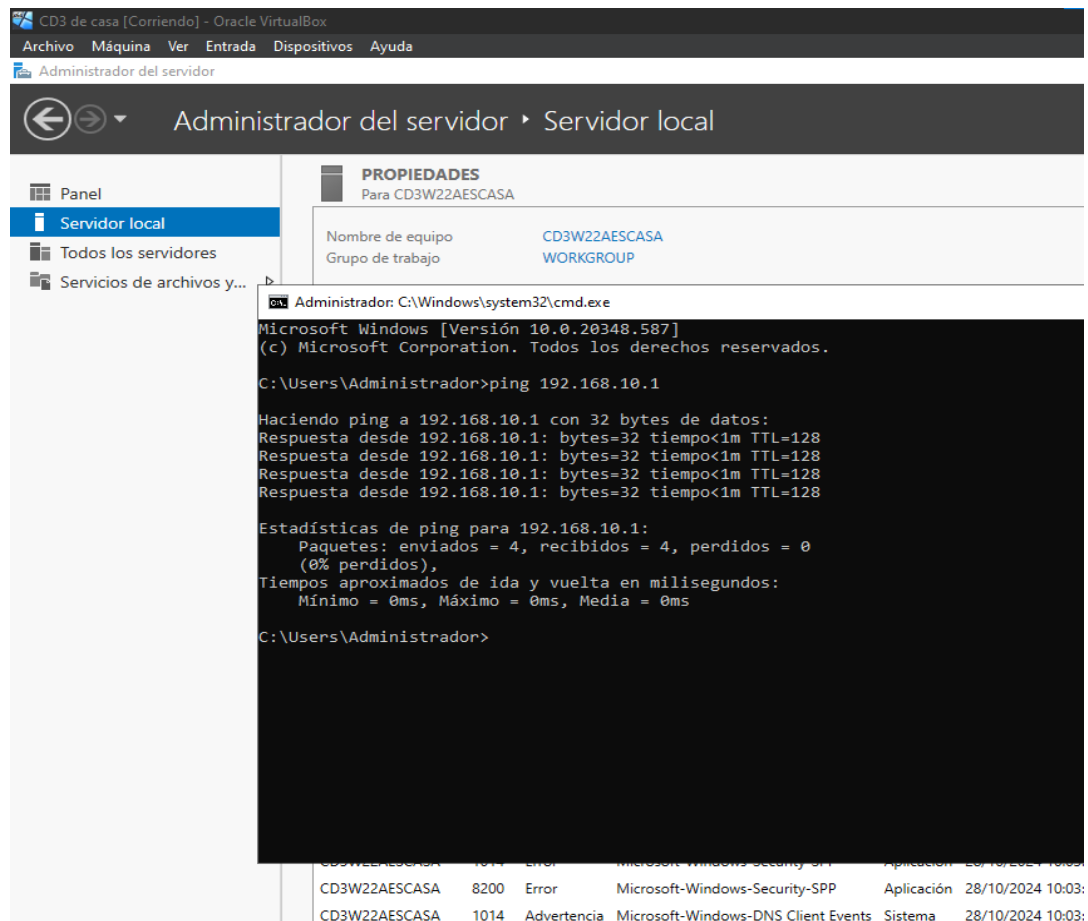 CD3 de casa [Corriendo] - Oracle VirtualBox
Archivo Máquina Ver Entrada Dispositivos Ayuda
Administrador del servidor
Administrador del servidor ‣ Servidor local
Panel
Servidor local
Todos los servidores
Servicios de archivos y...
PROPIEDADES
Para CD3W22AESCASA
Nombre de equipo CD3W22AESCASA
Grupo de trabajo WORKGROUP
Administrador: C:\Windows\system32\cmd.exe
Microsoft Windows [Versión 10.0.20348.587]
(c) Microsoft Corporation. Todos los derechos reservados.
C:\Users\Administrador>ping 192.168.10.1
Haciendo ping a 192.168.10.1 con 32 bytes de datos:
Respuesta desde 192.168.10.1: bytes=32 tiempo<1m TTL=128
Respuesta desde 192.168.10.1: bytes=32 tiempo<1m TTL=128
Respuesta desde 192.168.10.1: bytes=32 tiempo<1m TTL=128
Respuesta desde 192.168.10.1: bytes=32 tiempo<1m TTL=128
Estadísticas de ping para 192.168.10.1:
Paquetes: enviados = 4, recibidos = 4, perdidos = 0
(0% perdidos),
Tiempos aproximados de ida y vuelta en milisegundos:
Mínimo = 0ms, Máximo = 0ms, Media = 0ms
C:\Users\Administrador>
CD3W22AESCASA 8200 Error Microsoft-Windows-Security-SPP Aplicación 28/10/2024 10:03:
CD3W22AESCASA 1014 Advertencia Microsoft-Windows-DNS Client Events Sistema 28/10/2024 10:03: